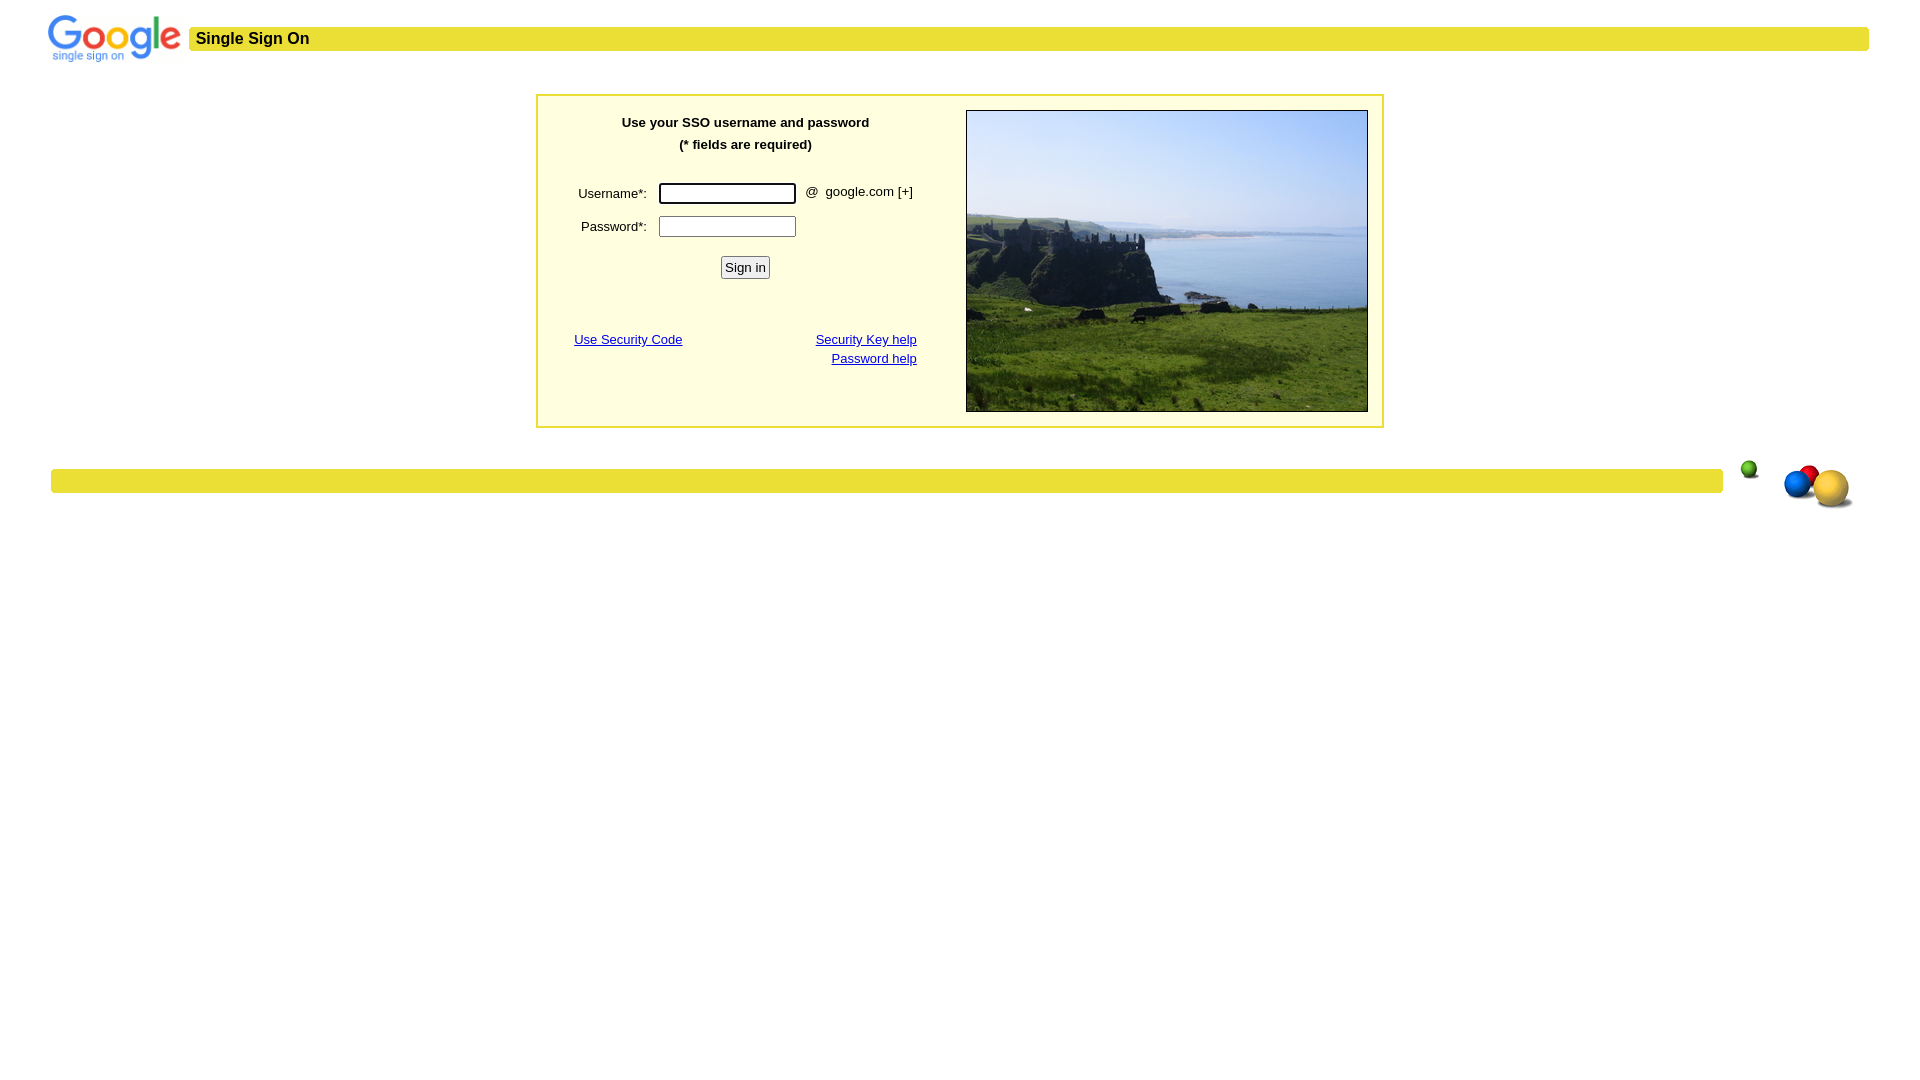 Google
single sign on
Single Sign On
Use your SSO username and password
(* fields are required)
Username*: @ google.com [+]
Password*:
Sign in
Use Security Code
Security Key help
Password help